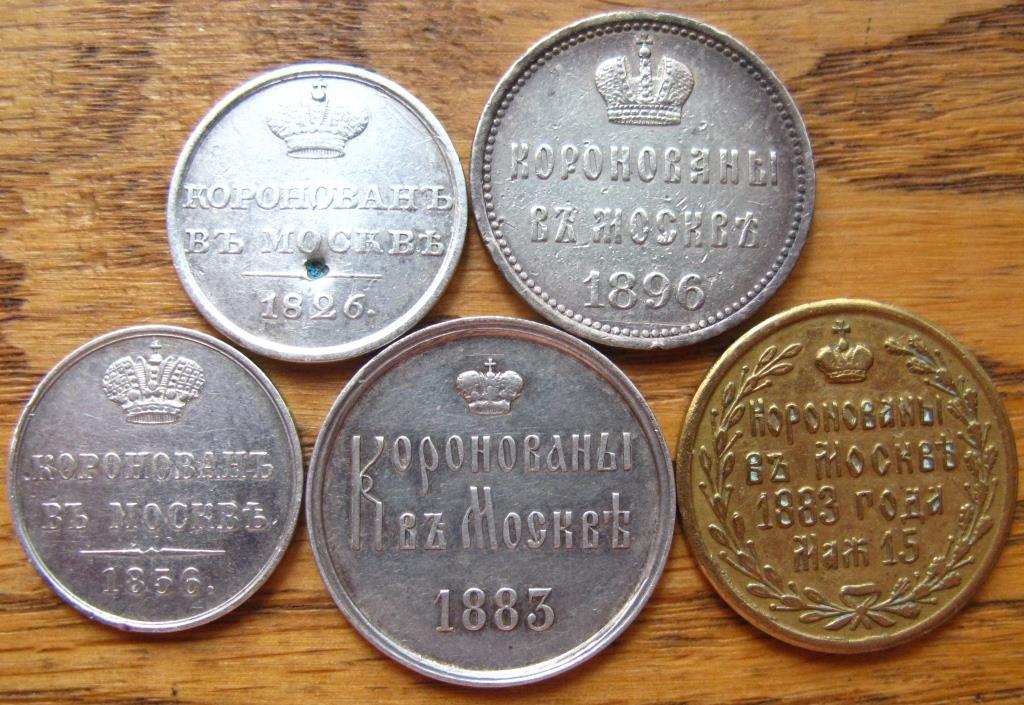 КОРОНОВАНЪ
ВЪ МОСКВѢ
1826.
КОРОНОВАНЫ
ВЪ МОСКВѢ
1896
КОРОНОВАНЪ
ВЪ МОСКВѢ
1856.
Коронованы
въ Москвѣ
1883
Коронованы
въ Москвѣ
1883 года
Маѧ 15